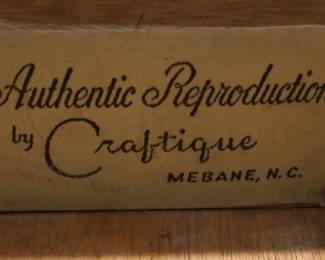 Authentic Reproduction
by Craftique
MEBANE, N.C.